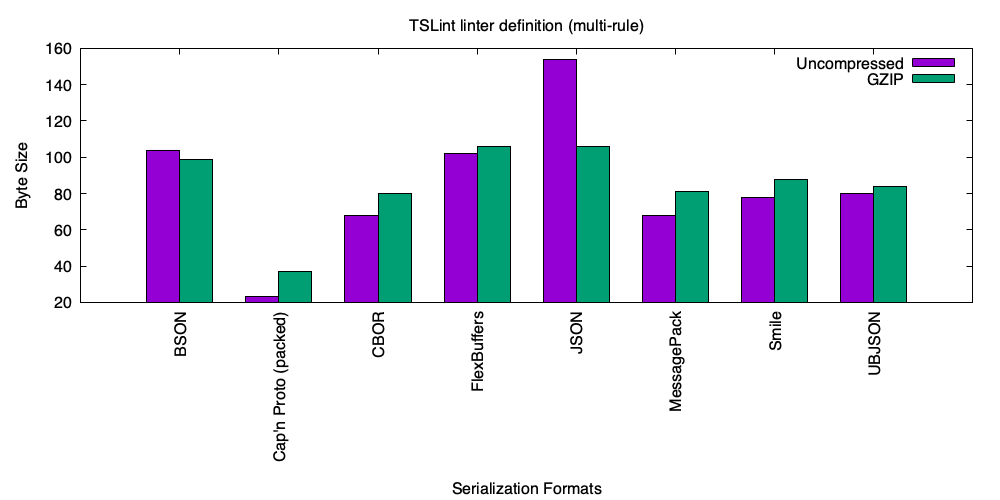 TSLint linter definition (multi-rule)
160
140
120
100
80
60
40
20
Byte Size
Uncompressed
GZIP
BSON
Cap'n Proto (packed)
CBOR
FlexBuffers
JSON
MessagePack
Smile
UBJSON
Serialization Formats